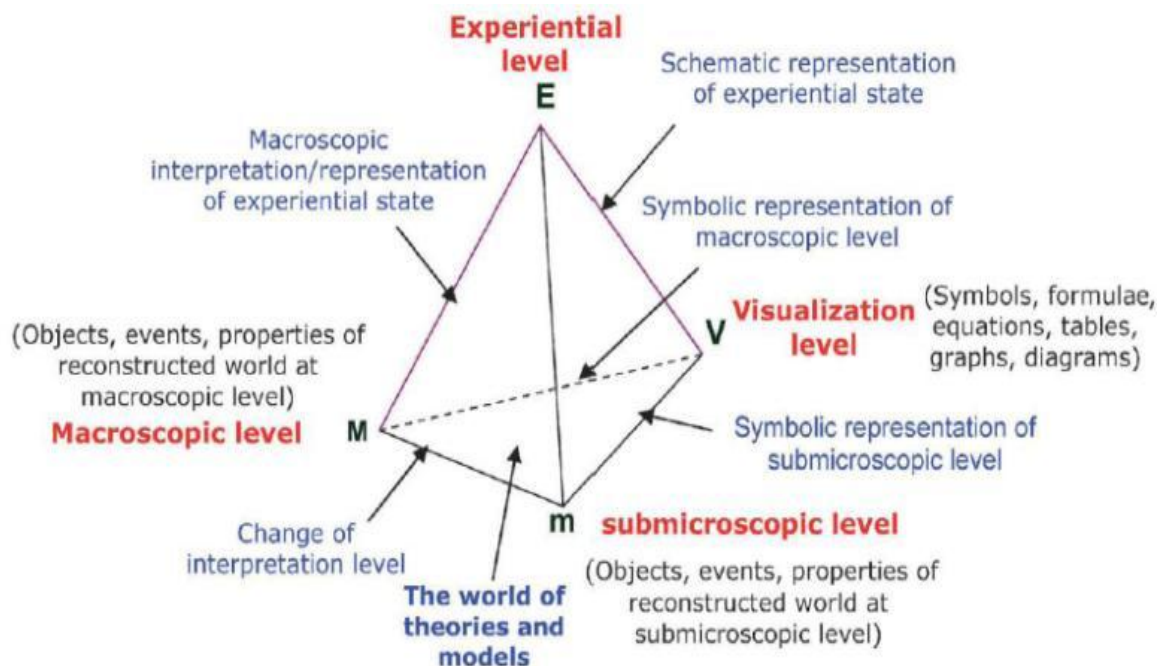 Experiential
level
E
Schematic representation
of experiential state
Macroscopic
interpretation/representation
of experiential state
Symbolic representation of
macroscopic level
(Objects, events, properties of
reconstructed world at
macroscopic level)
Macroscopic level
M
V
Visualization
level
(Symbols, formulae,
equations, tables,
graphs, diagrams)
Symbolic representation of
submicroscopic level
m
submicroscopic level
(Objects, events, properties of
reconstructed world at
submicroscopic level)
Change of
interpretation level
The world of
theories and
models